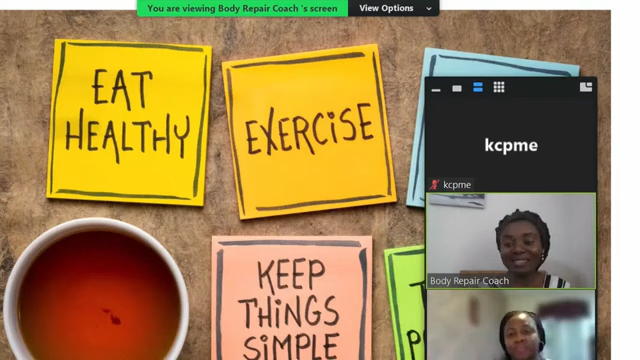 You are viewing Body Repair Coach 's screen
View Options
EAT
HEALTHY
EXERCISE
kcpme
kcpme
Body Repair Coach
KEEP
THINGS
SIMPLE